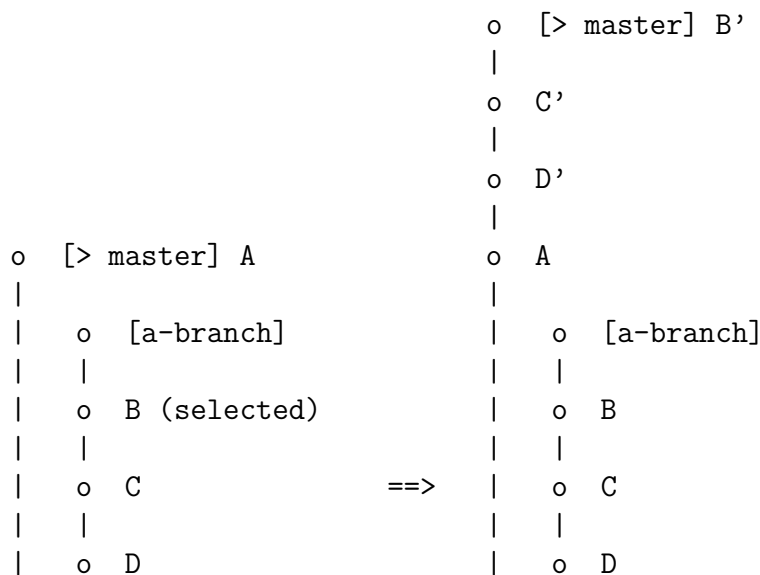 o  [> master] B’
                               |
                               o  C’
                               |
                               o  D’
                               |
o  [> master] A                o  A
|                              |
|   o  [a-branch]              |   o  [a-branch]
|   |                          |   |
|   o  B (selected)            |   o  B
|   |                          |   |
|   o  C                ==>    |   o  C
|   |                          |   |
|   o  D                       |   o  D